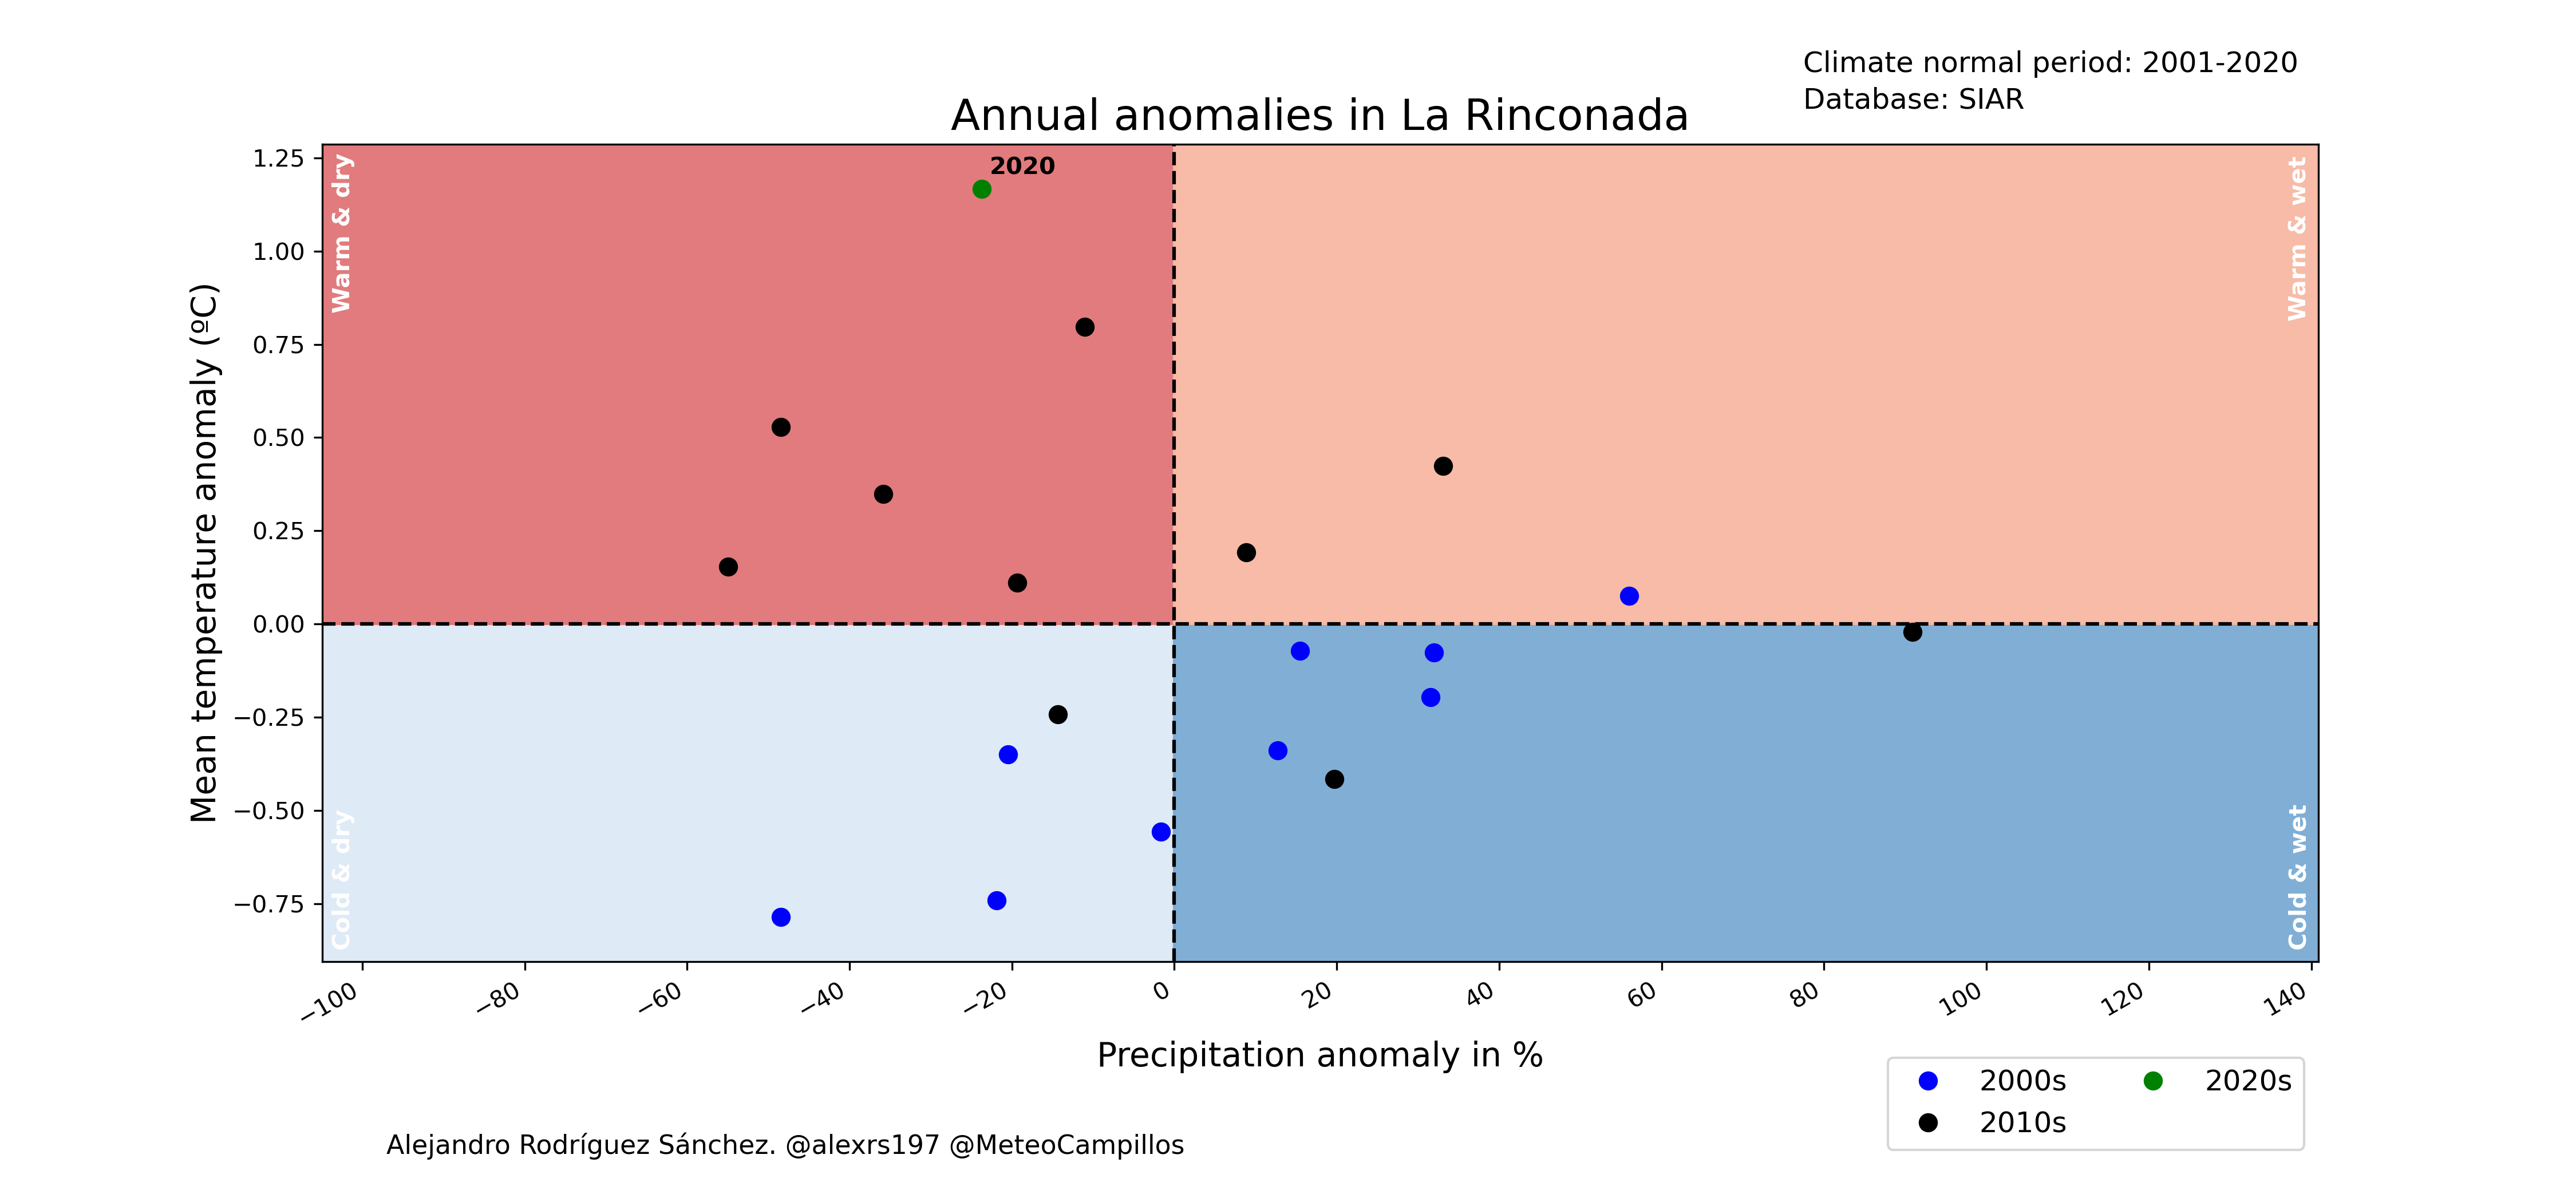 Climate normal period: 2001-2020
Database: SIAR
Annual anomalies in La Rinconada
Warm & dry
Warm & wet
2020
Mean temperature anomaly (ºC)
1.25
1.00
0.75
0.50
0.25
0.00
−0.25
−0.50
−0.75
Cold & dry
Cold & wet
−100 −80 −60 −40 −20 0 20 40 60 80 100 120 140
Precipitation anomaly in %
2000s
2010s
2020s
Alejandro Rodríguez Sánchez. @alexrs197 @MeteoCampillos